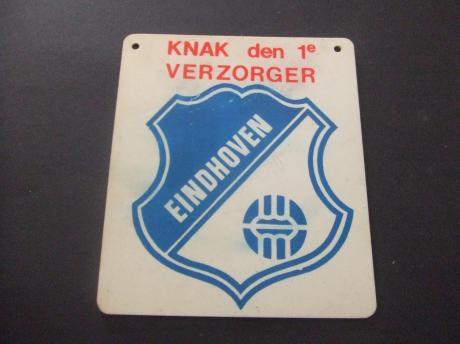 KNAK den 1e
VERZORGER
EINDHOVEN